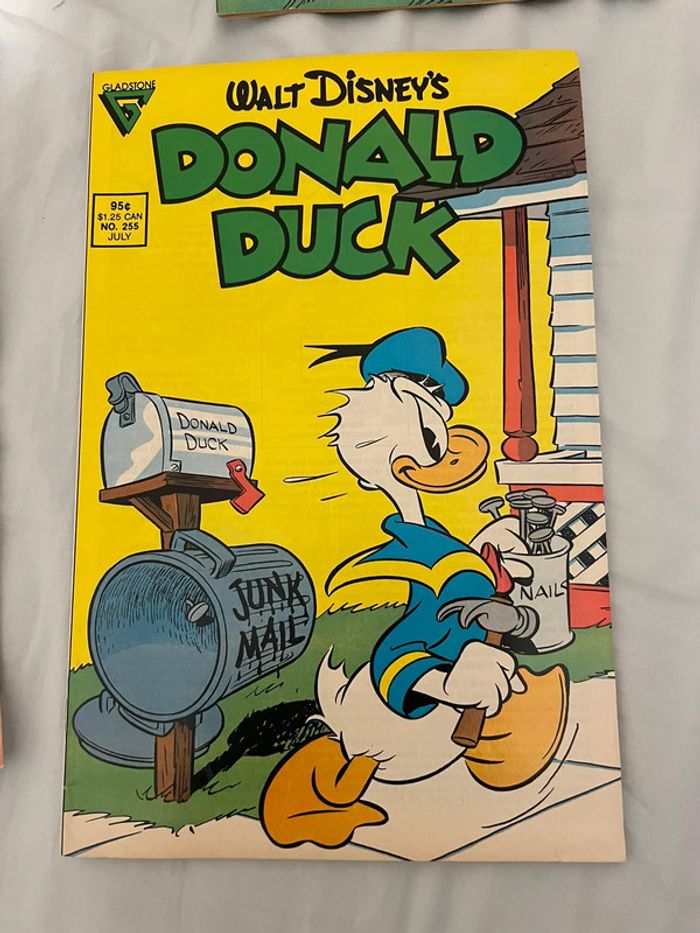 GLADSTONE
G
WALT DISNEY'S
DONALD
DUCK
95¢
$1.25 CAN
NO. 255
JULY
DONALD
DUCK
JUNK
MAIL
NAILS